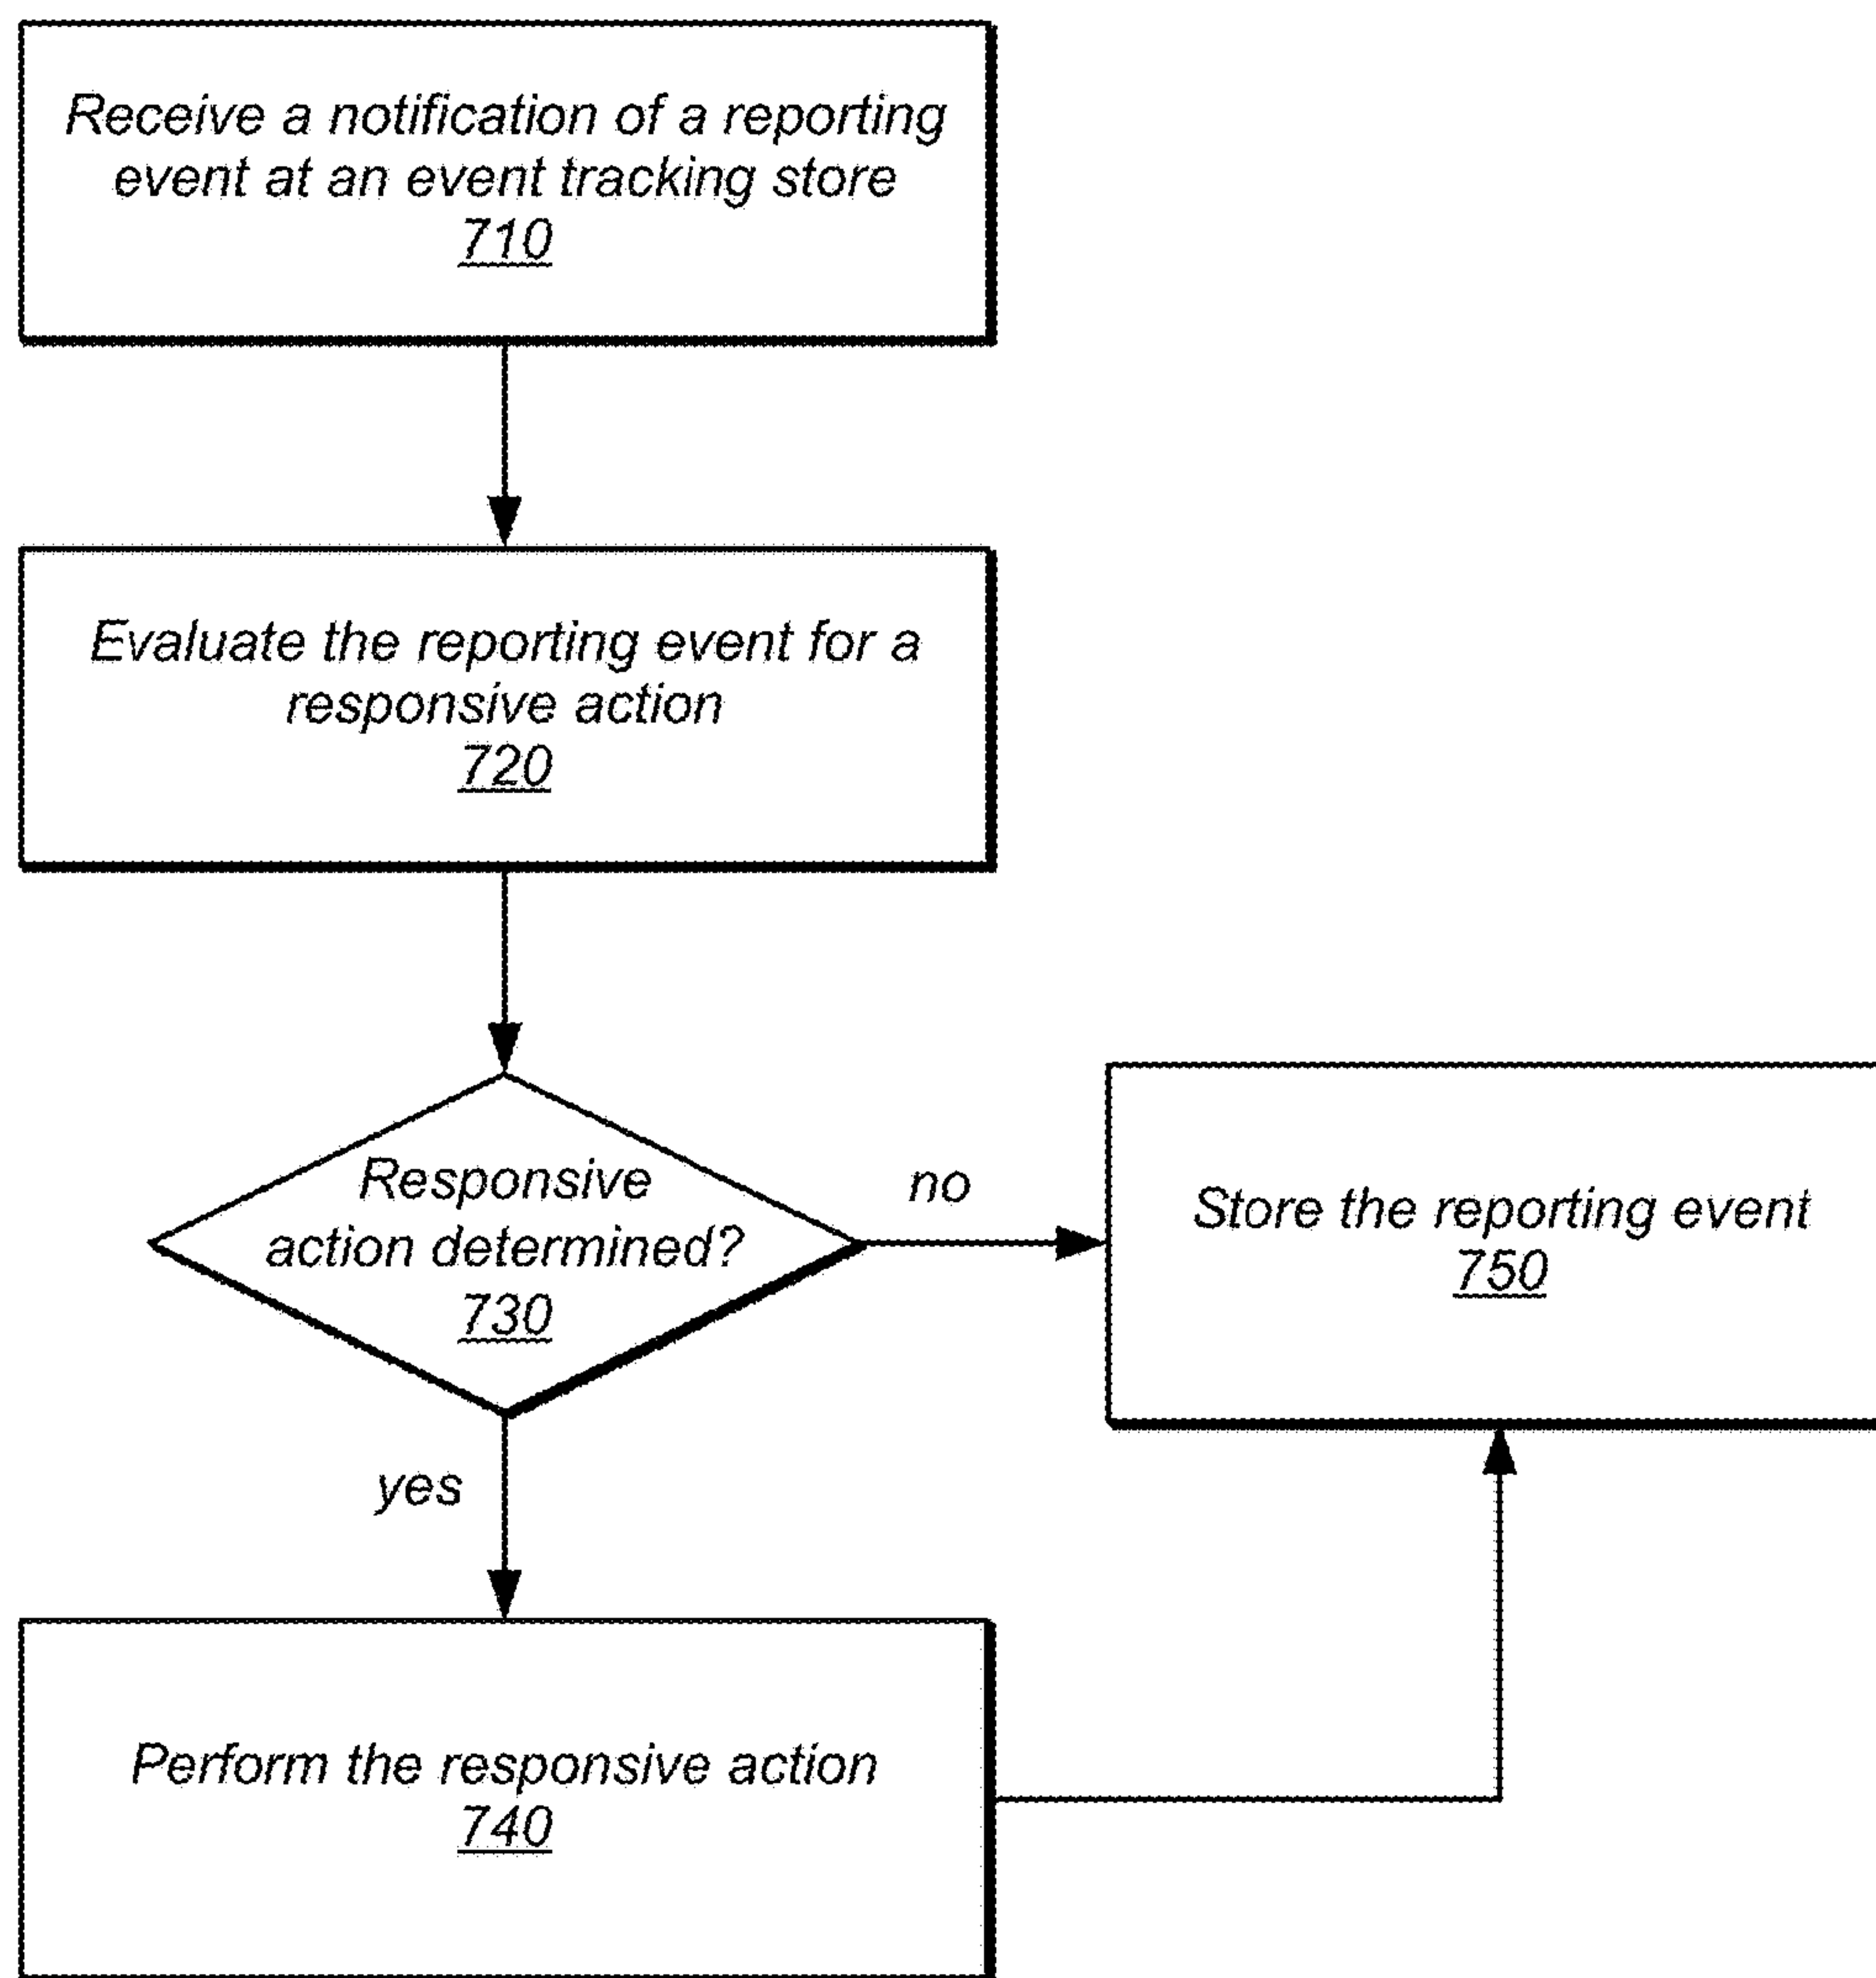 Receive a notification of a reporting
event at an event tracking store
710
Evaluate the reporting event for a
responsive action
720
Responsive
action determined?
730
no
Store the reporting event
750
yes
Perform the responsive action
740